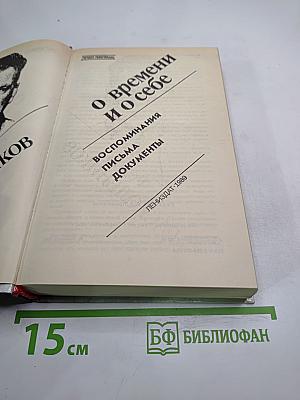 КОВ
О ВРЕМЕНИ
И О СЕБЕ
ВОСПОМИНАНИЯ
ПИСЬМА
ДОКУМЕНТЫ
ЛЕНИЗДАТ·1989
15 см
БФ БИБЛИОФАН